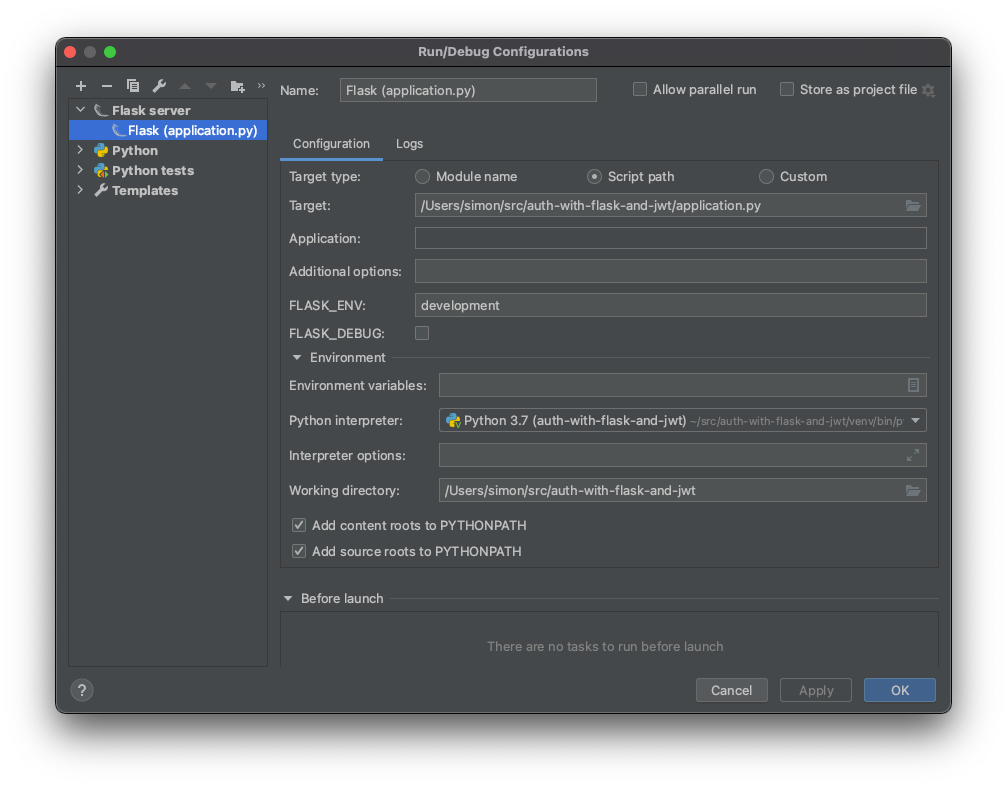 Run/Debug Configurations
»
Name:
Flask (application.py)
Allow parallel run
Store as project file
Flask server
Flask (application.py)
Python
Python tests
Templates
Configuration
Logs
Target type:
Module name
Script path
Custom
Target:
/Users/simon/src/auth-with-flask-and-jwt/application.py
Application:
Additional options:
FLASK_ENV:
development
FLASK_DEBUG:
Environment
Environment variables:
Python interpreter:
Python 3.7 (auth-with-flask-and-jwt) ~/src/auth-with-flask-and-jwt/venv/bin/py
Interpreter options:
Working directory:
/Users/simon/src/auth-with-flask-and-jwt
Add content roots to PYTHONPATH
Add source roots to PYTHONPATH
Before launch
There are no tasks to run before launch
?
Cancel
Apply
OK